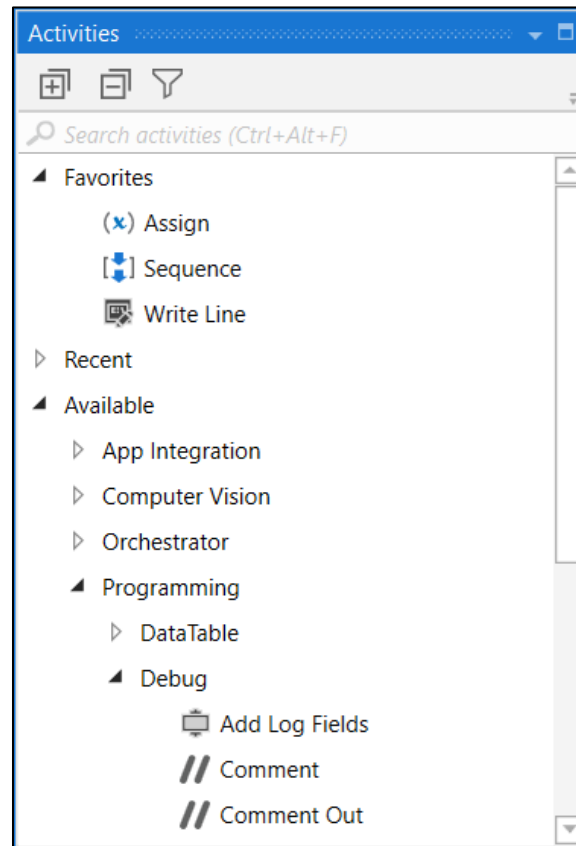 Activities
Search activities (Ctrl+Alt+F)
Favorites
Assign
Sequence
Write Line
Recent
Available
App Integration
Computer Vision
Orchestrator
Programming
DataTable
Debug
Add Log Fields
Comment
Comment Out